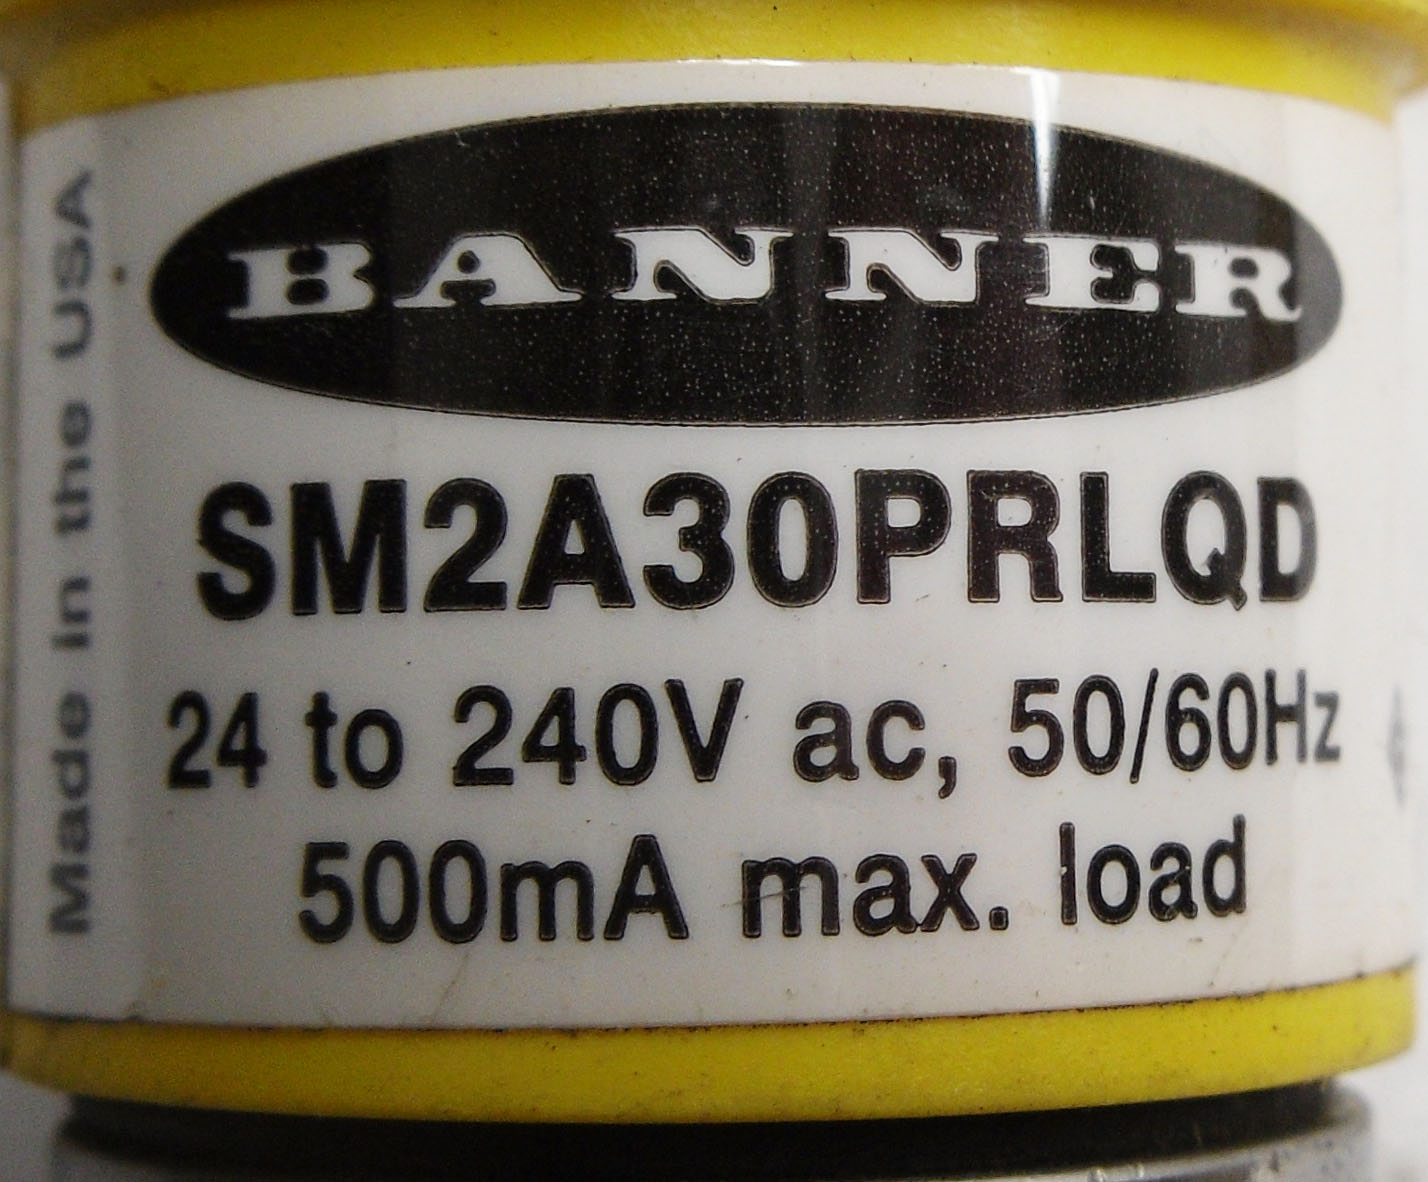 BANNER
SM2A30PRLQD
24 to 240V ac, 50/60Hz
500mA max. load
Made in the USA